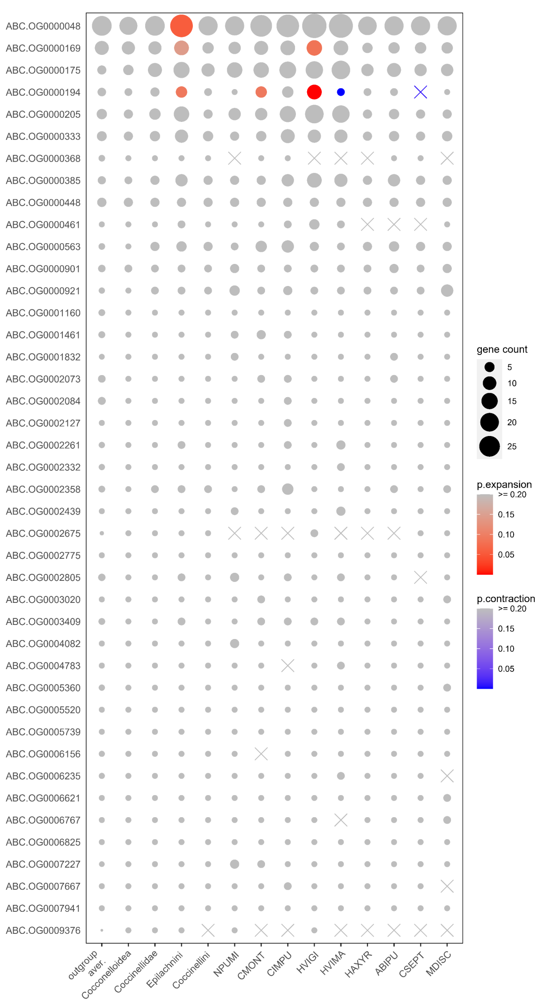 ABC.OG0000048
ABC.OG0000169
ABC.OG0000175
ABC.OG0000194
ABC.OG0000205
ABC.OG0000333
ABC.OG0000368
ABC.OG0000385
ABC.OG0000448
ABC.OG0000461
ABC.OG0000563
ABC.OG0000901
ABC.OG0000921
ABC.OG0001160
ABC.OG0001461
ABC.OG0001832
ABC.OG0002073
ABC.OG0002084
ABC.OG0002127
ABC.OG0002261
ABC.OG0002332
ABC.OG0002358
ABC.OG0002439
ABC.OG0002675
ABC.OG0002775
ABC.OG0002805
ABC.OG0003020
ABC.OG0003409
ABC.OG0004082
ABC.OG0004783
ABC.OG0005360
ABC.OG0005520
ABC.OG0005739
ABC.OG0006156
ABC.OG0006235
ABC.OG0006621
ABC.OG0006767
ABC.OG0006825
ABC.OG0007227
ABC.OG0007667
ABC.OG0007941
ABC.OG0009376
outgroup
aver.
Cocconelloidea
Coccinellidae
Epilachnini
Coccinellini
NPUMI
CMONT
CIMPU
HVIGI
HVIMA
HAXYR
ABIPU
CSEPT
MDISC
gene count
5
10
15
20
25
p.expansion
>= 0.20
0.15
0.10
0.05
p.contraction
>= 0.20
0.15
0.10
0.05